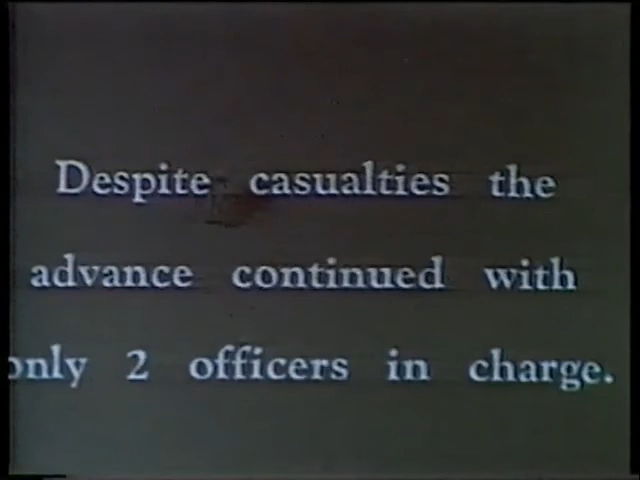 Despite casualties the
advance continued with
only 2 officers in charge.